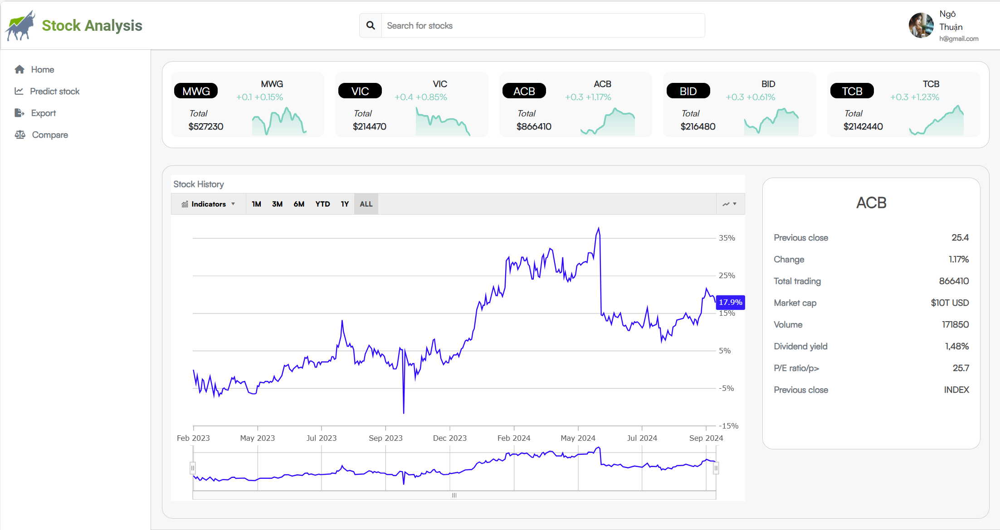 Stock Analysis
Search for stocks
Ngô
Thuận
h@gmail.com
Home
Predict stock
Export
Compare
MWG
MWG
+0.1 +0.15%
Total
$527230
VIC
VIC
+0.4 +0.85%
Total
$214470
ACB
ACB
+0.3 +1.17%
Total
$866410
BID
BID
+0.3 +0.61%
Total
$216480
TCB
TCB
+0.3 +1.23%
Total
$2142440
Stock History
Indicators 1M 3M 6M YTD 1Y ALL
35%
25%
17.9%
15%
5%
-5%
-15%
Feb 2023 May 2023 Jul 2023 Sep 2023 Dec 2023 Feb 2024 May 2024 Jul 2024 Sep 2024
ACB
Previous close 25.4
Change 1.17%
Total trading 866410
Market cap $10T USD
Volume 171850
Dividend yield 1,48%
P/E ratio/p> 25.7
Previous close INDEX